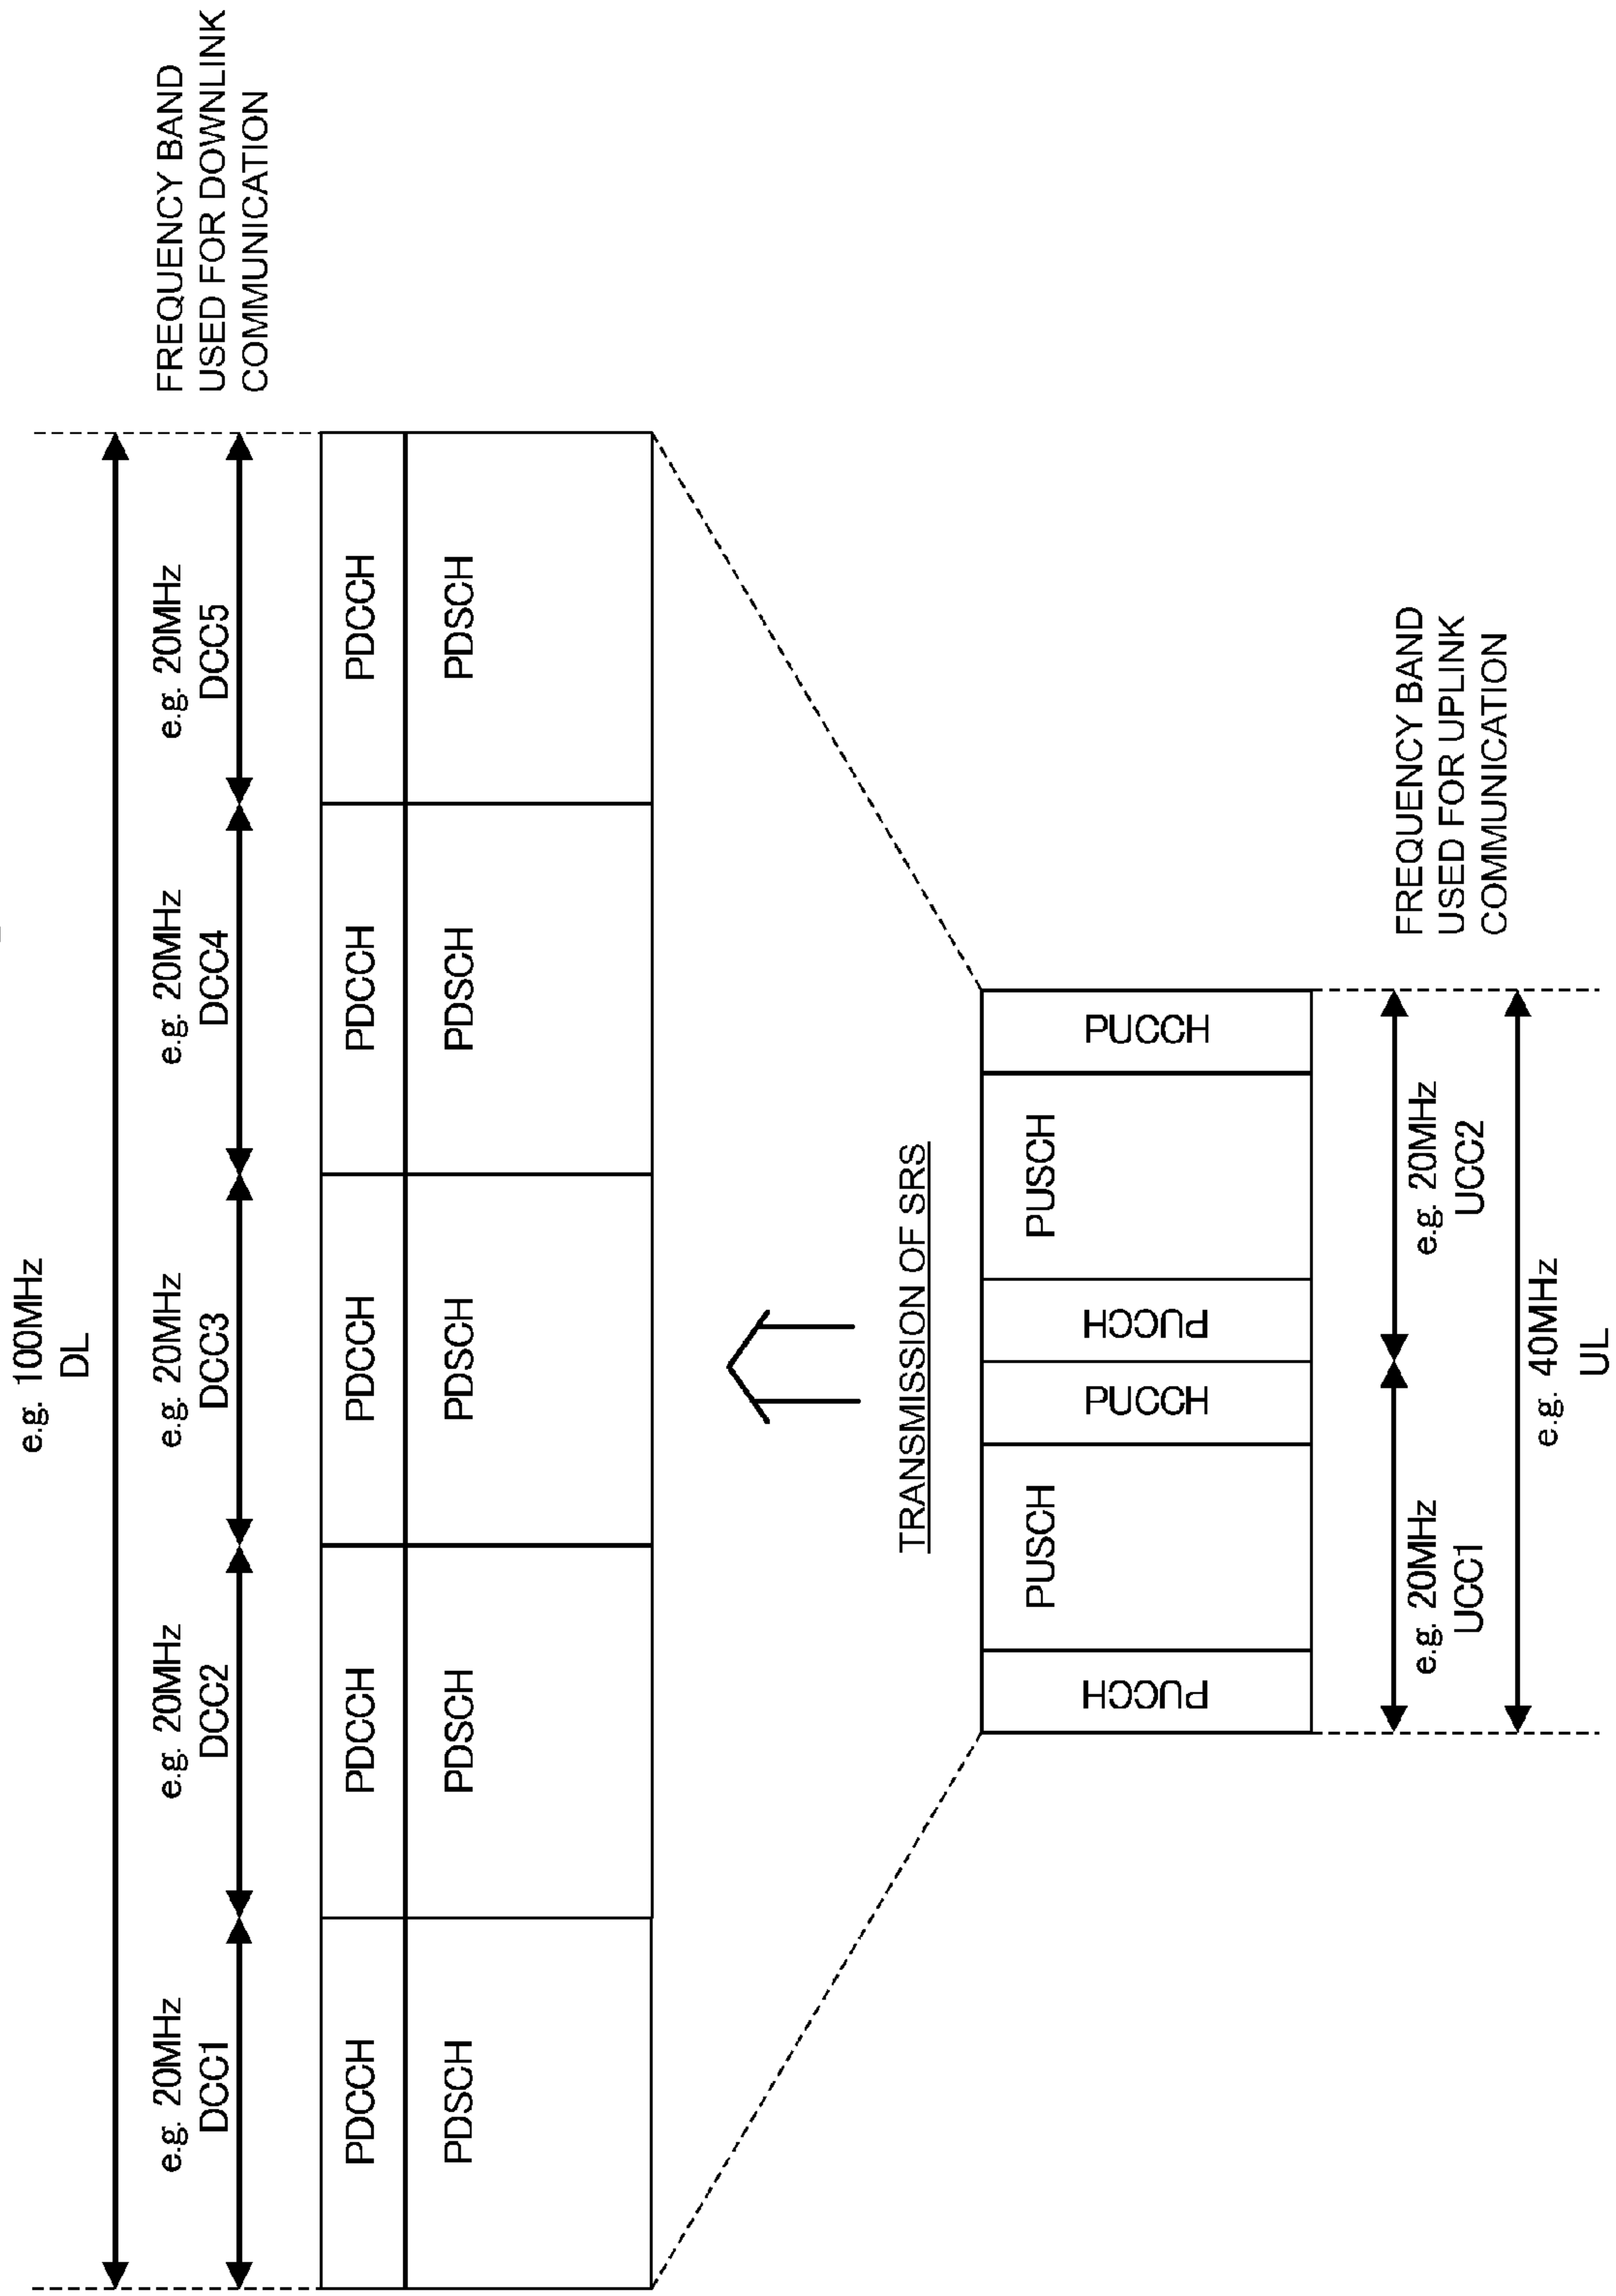 e.g. 100MHz
DL
FREQUENCY BAND
USED FOR DOWNLINK
COMMUNICATION
e.g. 20MHz
DCC1
e.g. 20MHz
DCC2
e.g. 20MHz
DCC3
e.g. 20MHz
DCC4
e.g. 20MHz
DCC5
PDCCH
PDCCH
PDCCH
PDCCH
PDCCH
PDSCH
PDSCH
PDSCH
PDSCH
PDSCH
TRANSMISSION OF SRS
PUCCH
PUSCH
PUCCH
PUCCH
PUSCH
PUCCH
FREQUENCY BAND
USED FOR UPLINK
COMMUNICATION
e.g. 20MHz
UCC1
e.g. 20MHz
UCC2
e.g. 40MHz
UL